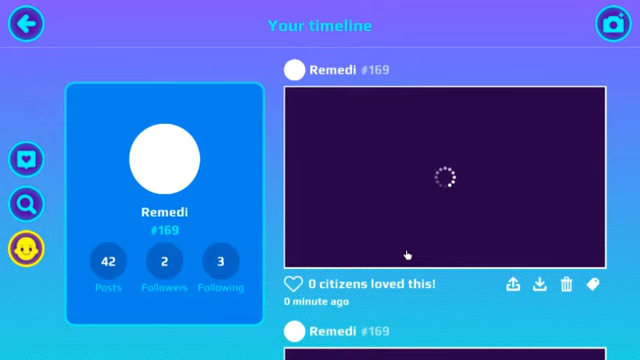 Your timeline
Remedi #169
Remedi
#169
42 2 3
Posts Followers Following
0 citizens loved this!
0 minute ago
Remedi #169